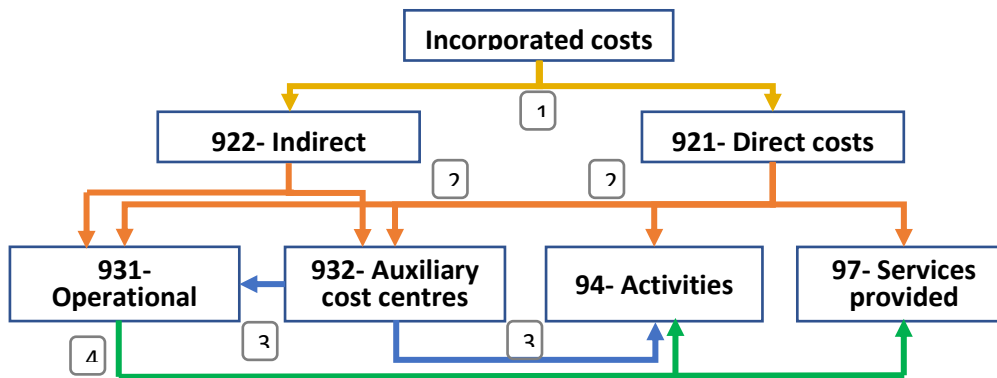 Incorporated costs
1
922- Indirect
921- Direct costs
2
2
931-
Operational
932- Auxiliary
cost centres
94- Activities
97- Services
provided
3
3
4